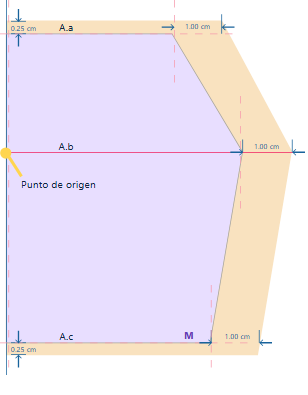 0.25 cm
A.a
1.00 cm
A.b
1.00 cm
Punto de origen
M
1.00 cm
A.c
0.25 cm